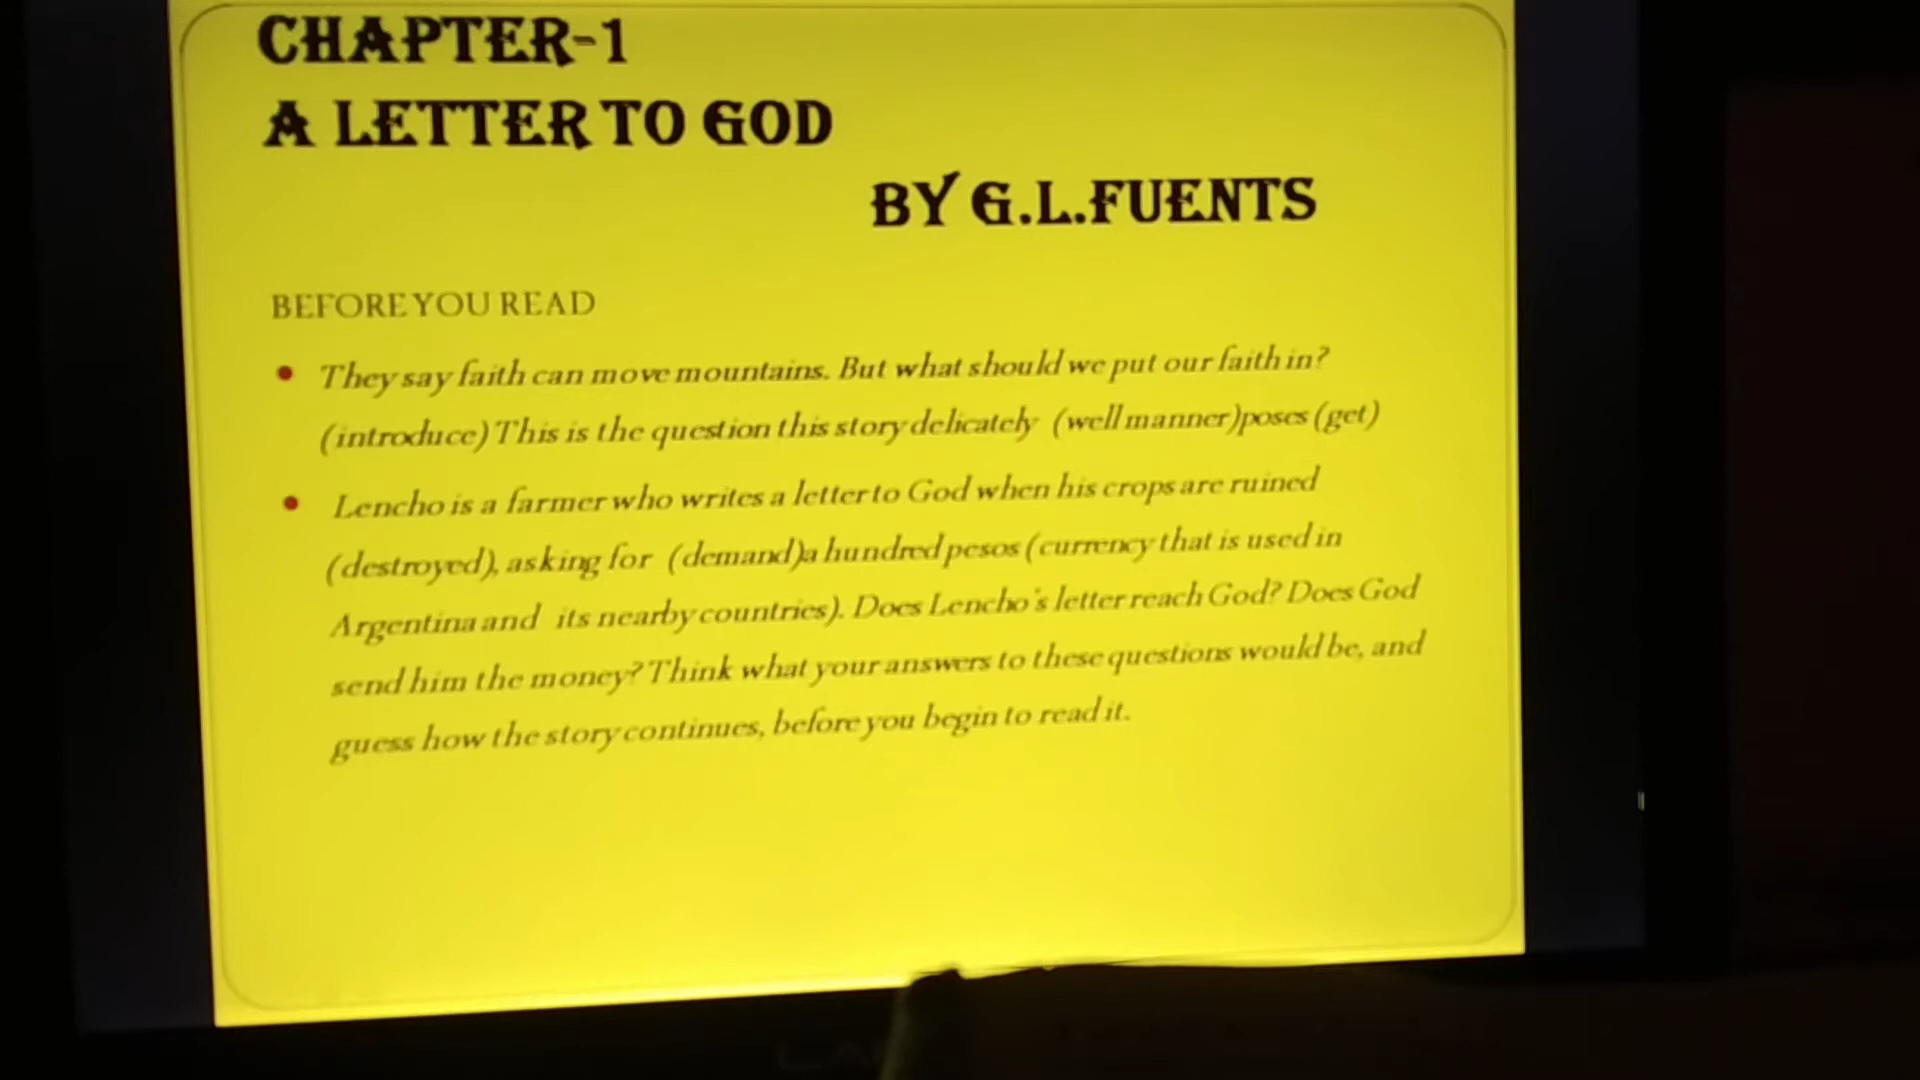 CHAPTER-1
A LETTER TO GOD
BY G.L.FUENTS
BEFORE YOU READ
• They say faith can move mountains. But what should we put our faith in?
(introduce) This is the question this story delicately (well manner)poses (get)
• Lencho is a farmer who writes a letter to God when his crops are ruined
(destroyed), asking for (demand)a hundred pesos (currency that is used in
Argentina and its nearby countries). Does Lencho's letter reach God? Does God
send him the money? Think what your answers to these questions would be, and
guess how the story continues, before you begin to read it.